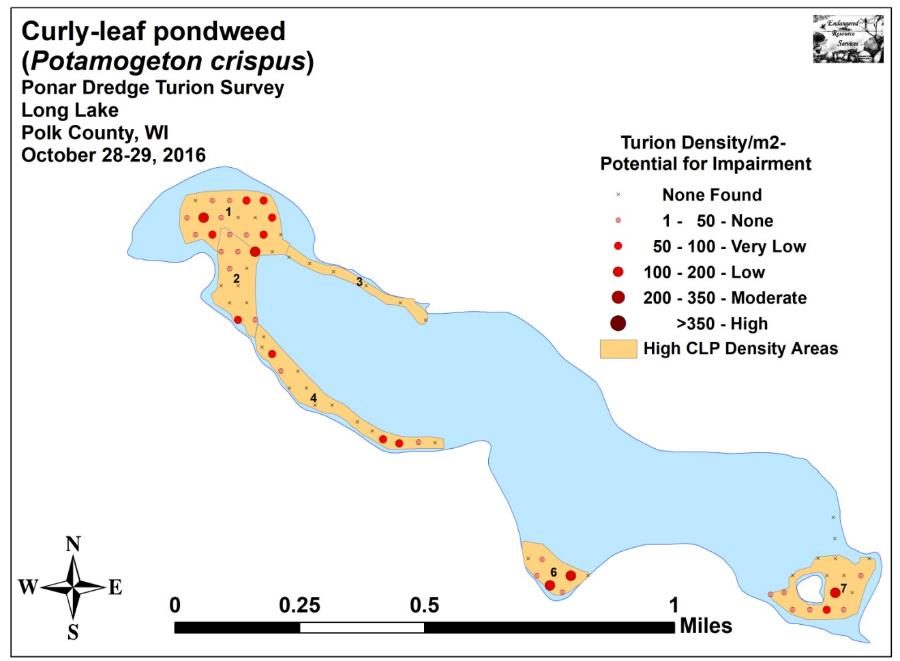 Curly-leaf pondweed
(Potamogeton crispus)
Ponar Dredge Turion Survey
Long Lake
Polk County, WI
October 28-29, 2016
Endangered
Resource
Services
Turion Density/m2-
Potential for Impairment
None Found
1 - 50 - None
50 - 100 - Very Low
100 - 200 - Low
200 - 350 - Moderate
>350 - High
High CLP Density Areas
1
2
3
4
6
7
N
W E
S
0 0.25 0.5 1
Miles